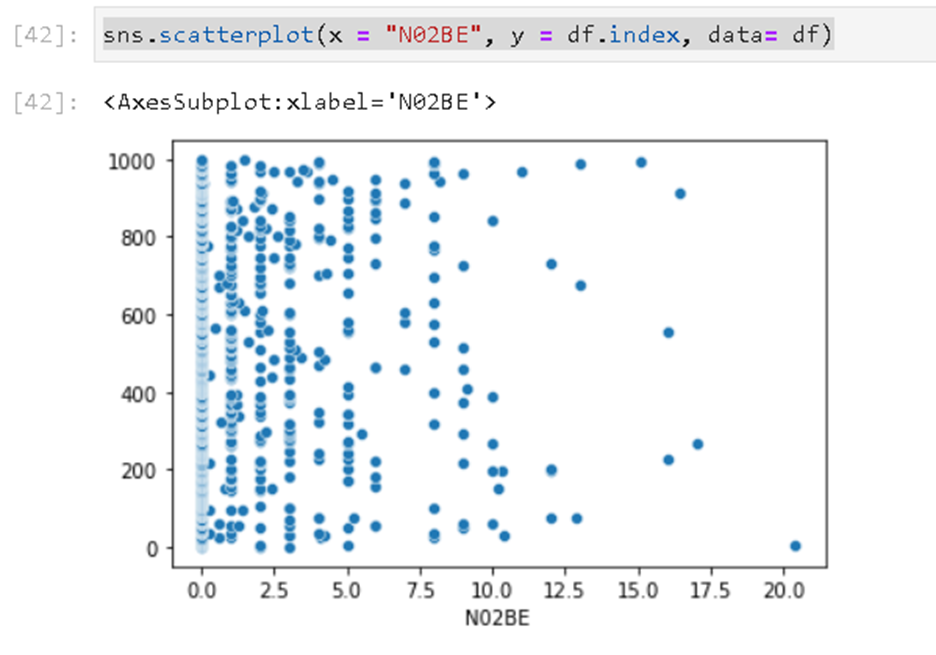 [42]: sns.scatterplot(x = "N02BE", y = df.index, data= df)
[42]: <AxesSubplot:xlabel='N02BE'>
1000
800
600
400
200
0
0.0 2.5 5.0 7.5 10.0 12.5 15.0 17.5 20.0
N02BE